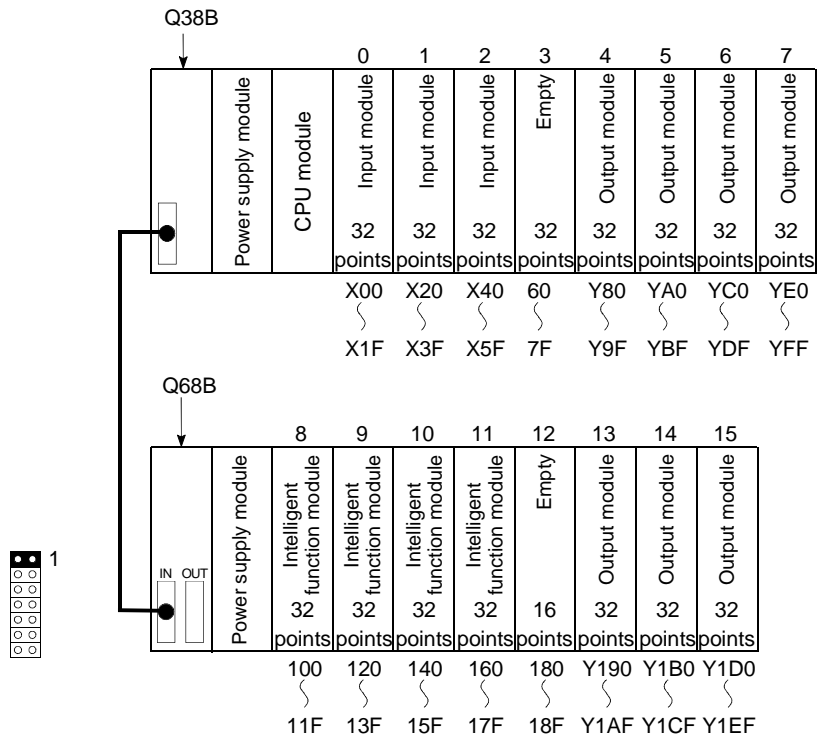 Q38B
0 1 2 3 4 5 6 7
Power supply module
CPU module
Input module
Input module
Input module
Empty
Output module
Output module
Output module
Output module
32 32 32 32 32 32 32 32
points points points points points points points points
X00 X20 X40 60 Y80 YA0 YC0 YE0
X1F X3F X5F 7F Y9F YBF YDF YFF
Q68B
8 9 10 11 12 13 14 15
1
IN OUT
Power supply module
Intelligent
function module
Intelligent
function module
Intelligent
function module
Intelligent
function module
Empty
Output module
Output module
Output module
32 32 32 32 16 32 32 32
points points points points points points points points
100 120 140 160 180 Y190 Y1B0 Y1D0
11F 13F 15F 17F 18F Y1AF Y1CF Y1EF